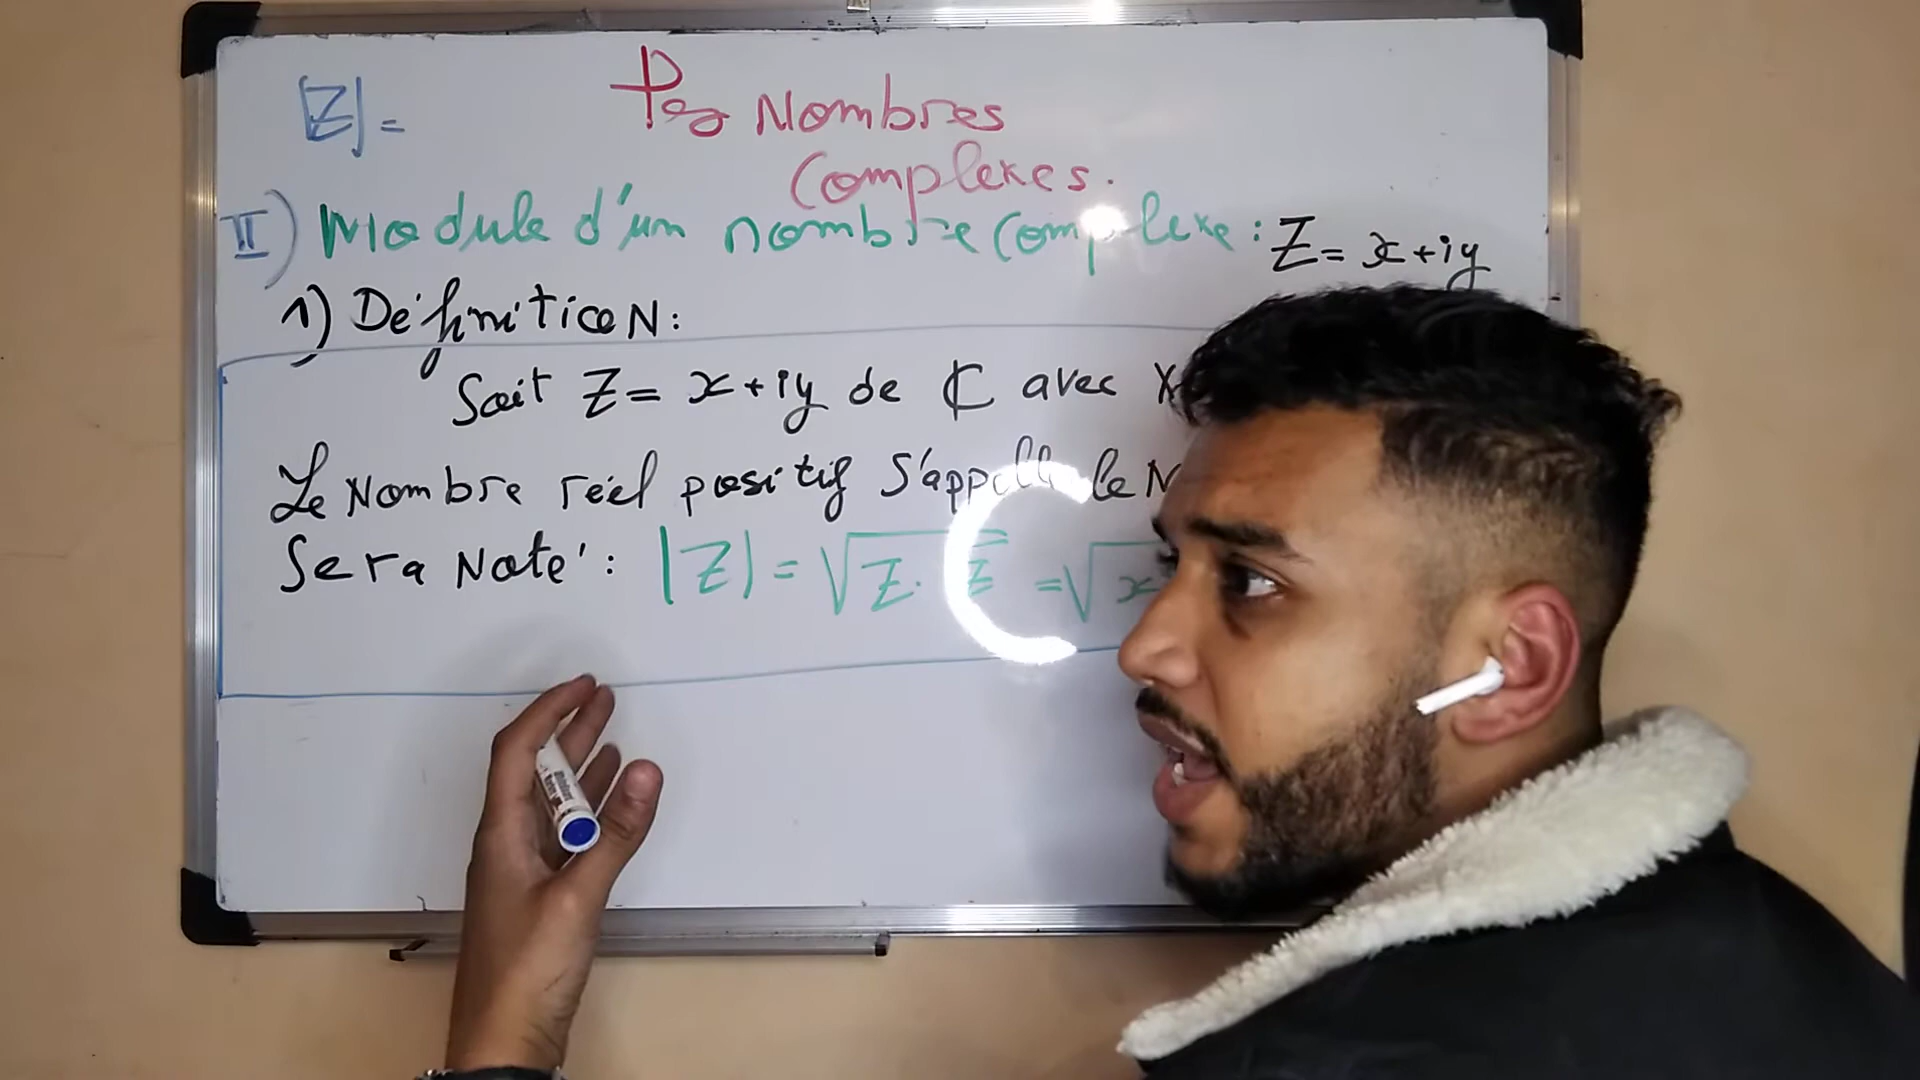 |Z| =
Des Nombres
Complexes.
II) Module d'un nombre complexe : Z = x + iy
1) Définition :
Soit Z = x + iy de ℂ avec x
Le Nombre réel positif s'appelle le
Sera Noté : |Z| = √Z. Z̄ = √x